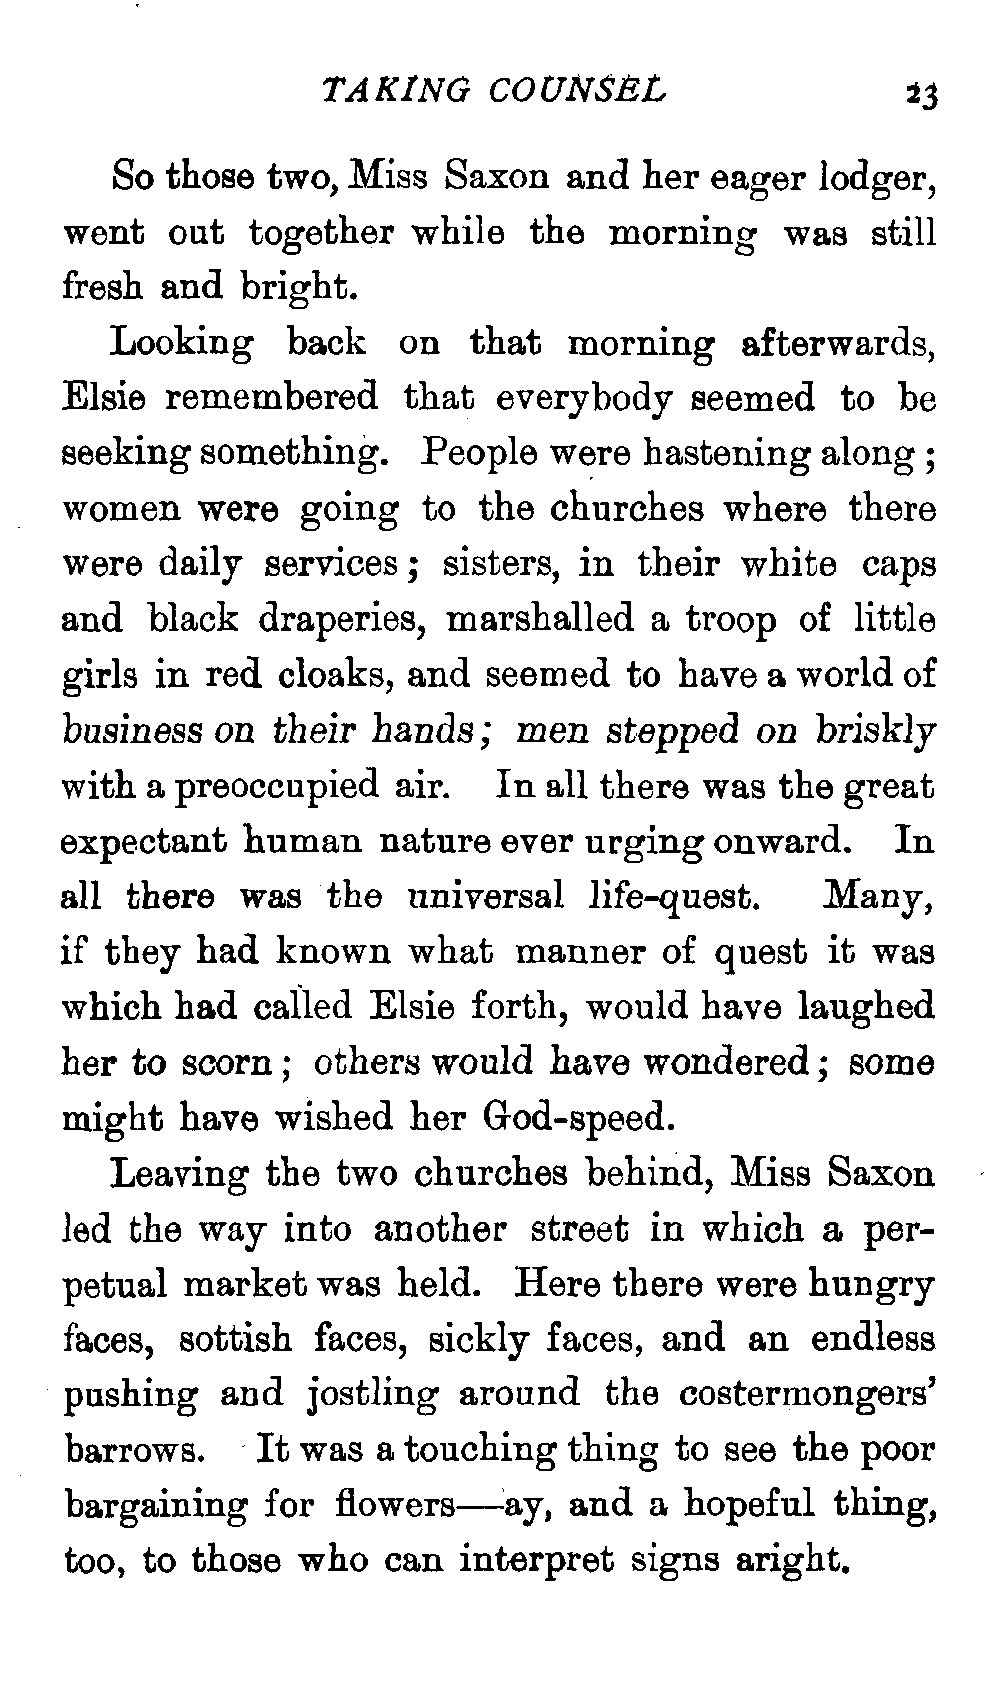 TAKING COUNSEL 23
So those two, Miss Saxon and her eager lodger,
went out together while the morning was still
fresh and bright.
Looking back on that morning afterwards,
Elsie remembered that everybody seemed to be
seeking something. People were hastening along ;
women were going to the churches where there
were daily services ; sisters, in their white caps
and black draperies, marshalled a troop of little
girls in red cloaks, and seemed to have a world of
business on their hands ; men stepped on briskly
with a preoccupied air. In all there was the great
expectant human nature ever urging onward. In
all there was the universal life-quest. Many,
if they had known what manner of quest it was
which had called Elsie forth, would have laughed
her to scorn ; others would have wondered ; some
might have wished her God-speed.
Leaving the two churches behind, Miss Saxon
led the way into another street in which a per-
petual market was held. Here there were hungry
faces, sottish faces, sickly faces, and an endless
pushing and jostling around the costermongers'
barrows. It was a touching thing to see the poor
bargaining for flowers—ay, and a hopeful thing,
too, to those who can interpret signs aright.